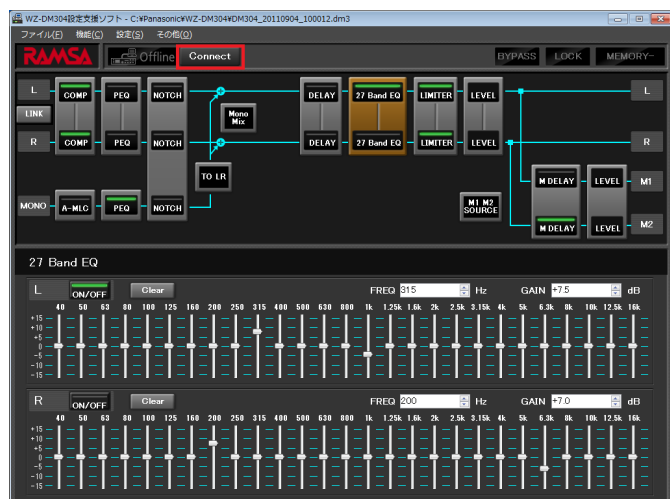 WZ-DM304設定支援ソフト - C:¥Panasonic¥WZ-DM304¥DM304_20110904_100012.dm3
ファイル(F) 機能(C) 設定(S) その他(O)
RAMSA Offline Connect BYPASS LOCK MEMORY--
L COMP PEQ NOTCH DELAY 27 Band EQ LIMITER LEVEL L
LINK
Mono
Mix
R COMP PEQ NOTCH DELAY 27 Band EQ LIMITER LEVEL R
TO LR
M DELAY LEVEL M1
MONO A-MLC PEQ NOTCH
M1 M2
SOURCE
M DELAY LEVEL M2
27 Band EQ
L ON/OFF Clear FREQ 315 Hz GAIN +7.5 dB
40 50 63 80 100 125 160 200 250 315 400 500 630 800 1k 1.25k 1.6k 2k 2.5k 3.15k 4k 5k 6.3k 8k 10k 12.5k 16k
+15
+10
+5
0
-5
-10
-15
R ON/OFF Clear FREQ 200 Hz GAIN +7.0 dB
40 50 63 80 100 125 160 200 250 315 400 500 630 800 1k 1.25k 1.6k 2k 2.5k 3.15k 4k 5k 6.3k 8k 10k 12.5k 16k
+15
+10
+5
0
-5
-10
-15